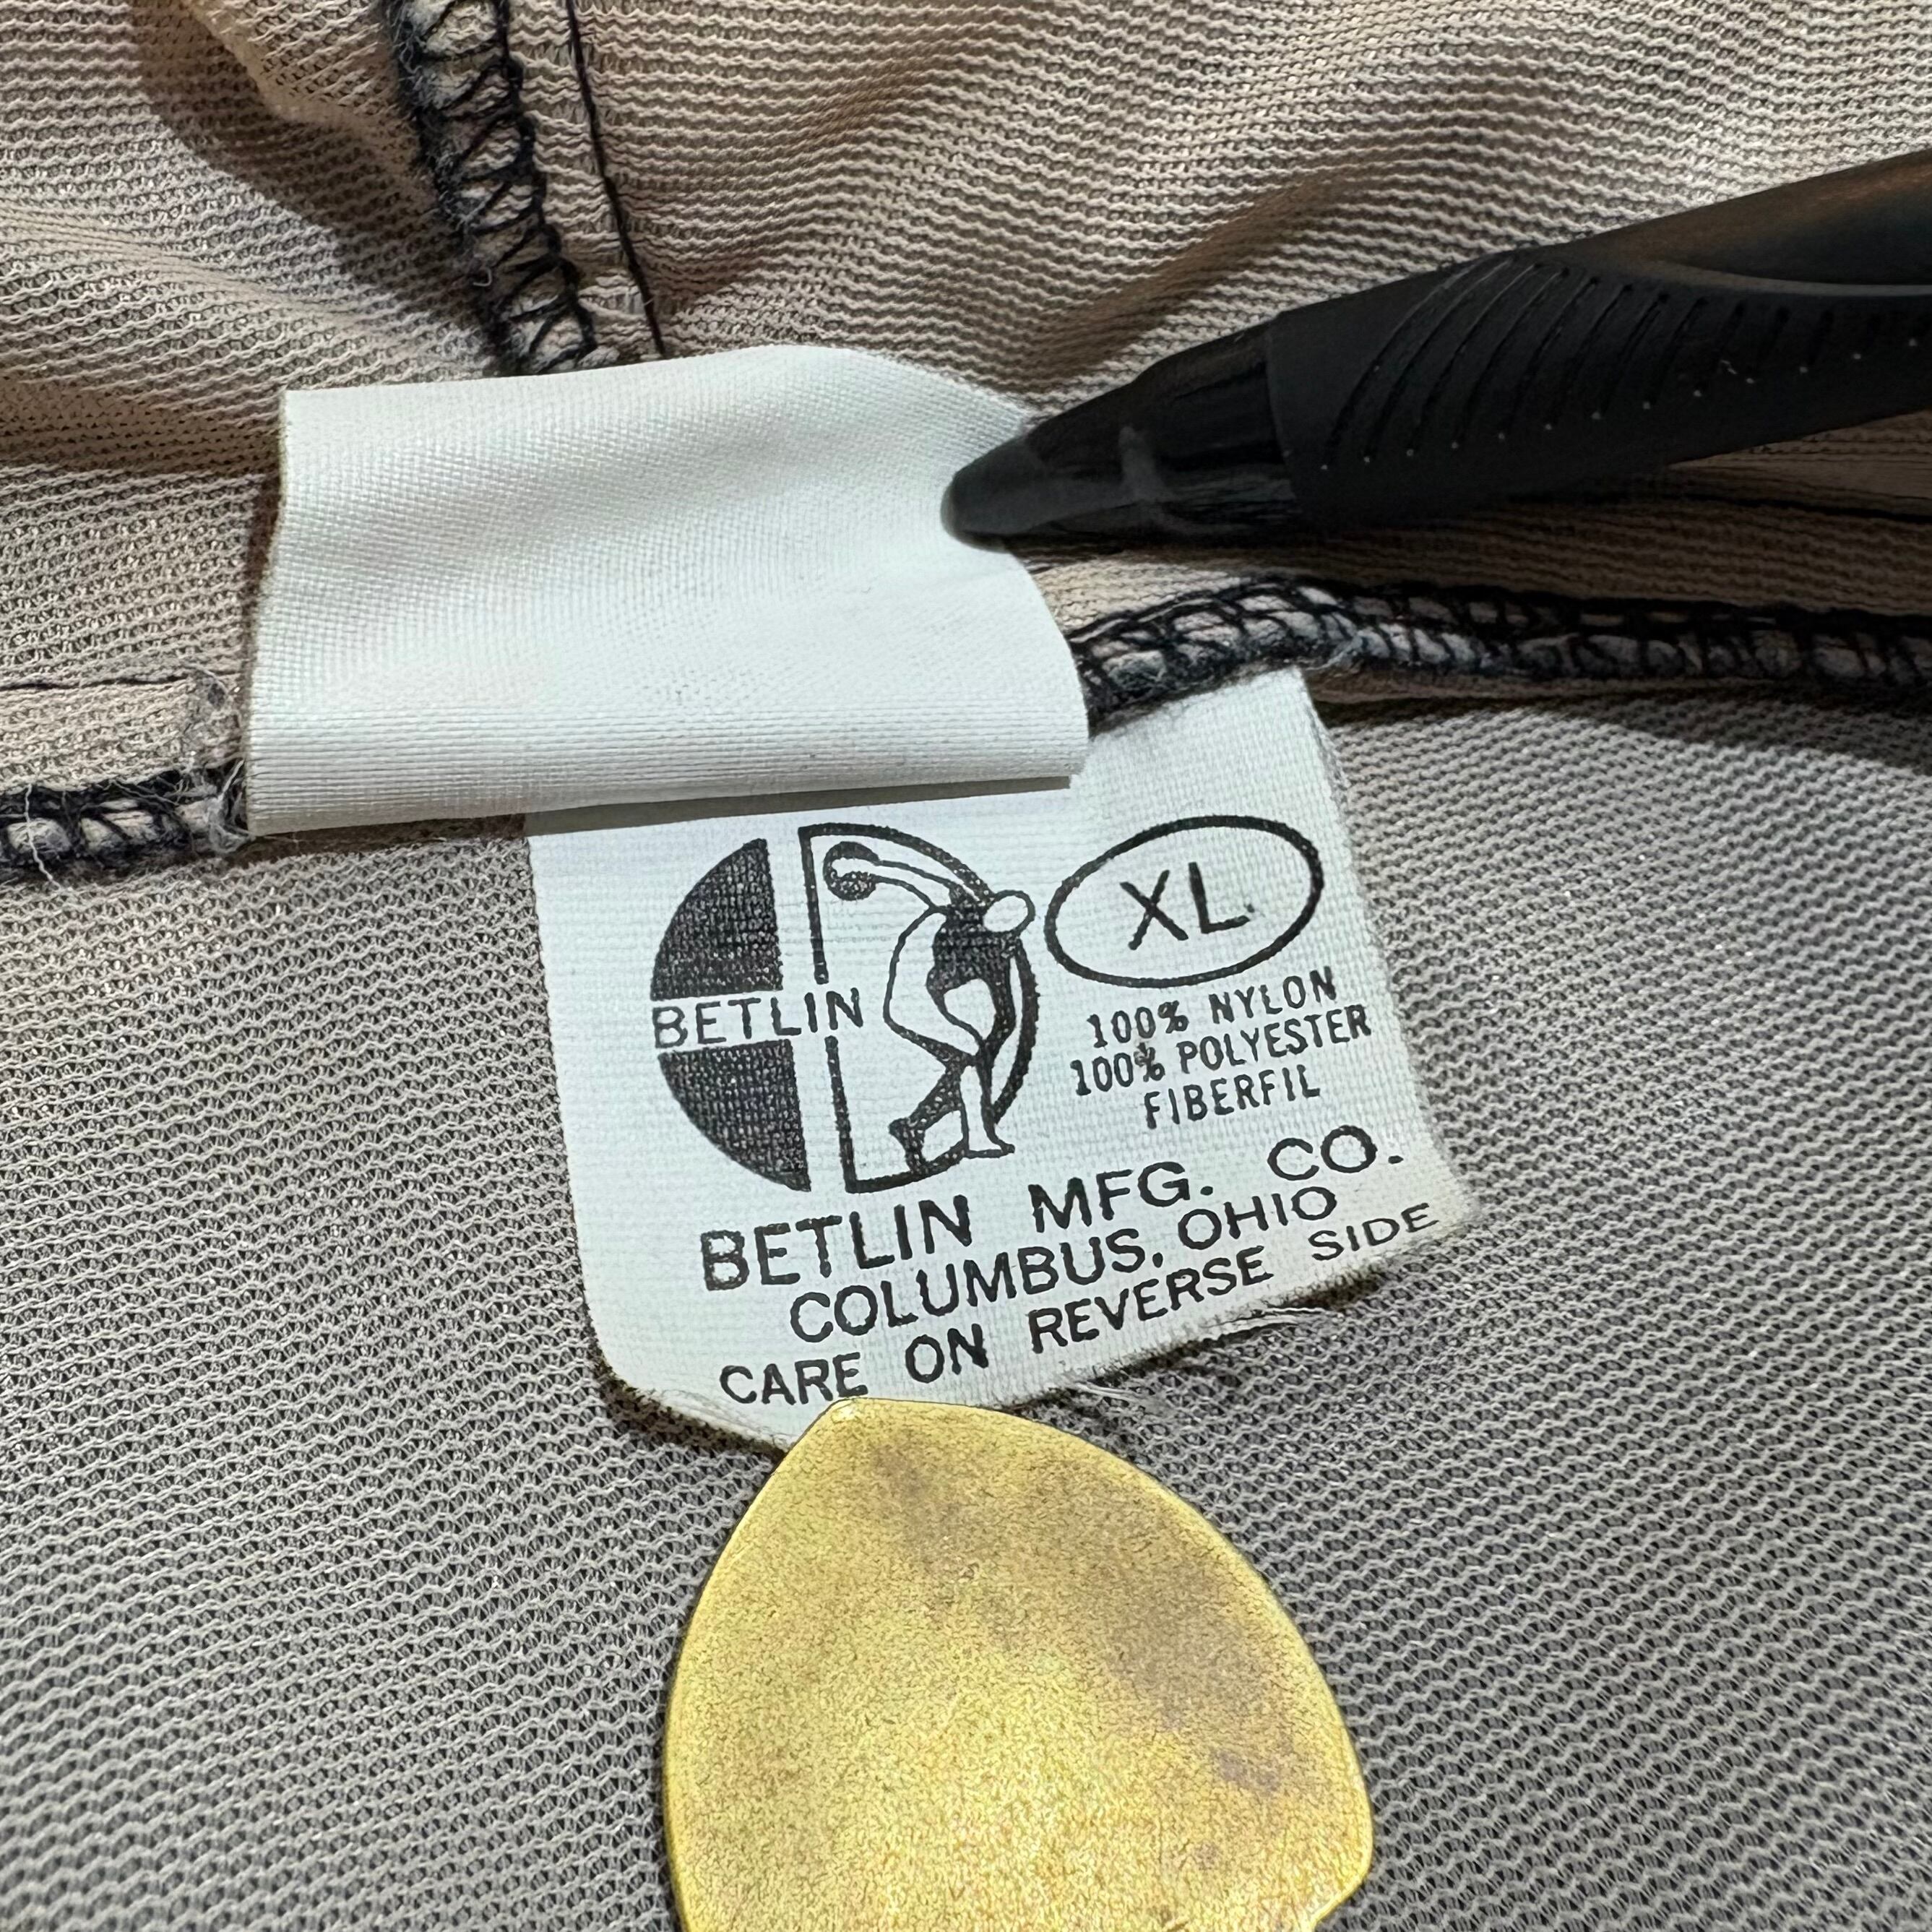 BETLIN
XL
100% NYLON
100% POLYESTER
FIBERFIL
BETLIN MFG. CO.
COLUMBUS, OHIO
CARE ON REVERSE SIDE